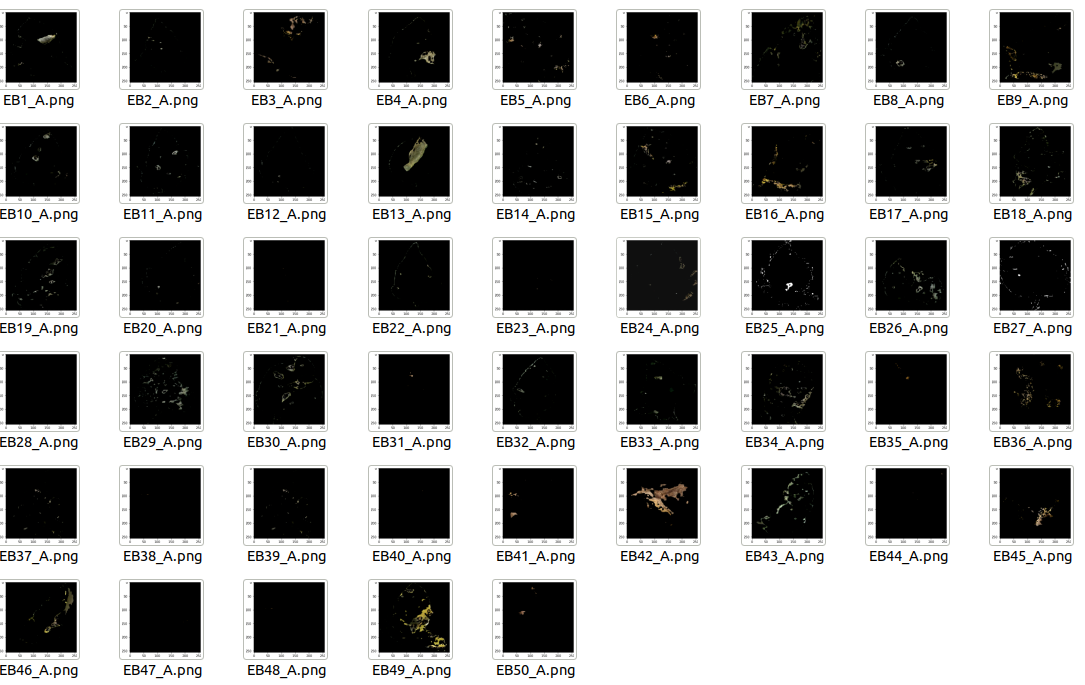 EB1_A.png EB2_A.png EB3_A.png EB4_A.png EB5_A.png EB6_A.png EB7_A.png EB8_A.png EB9_A.png
EB10_A.png EB11_A.png EB12_A.png EB13_A.png EB14_A.png EB15_A.png EB16_A.png EB17_A.png EB18_A.png
EB19_A.png EB20_A.png EB21_A.png EB22_A.png EB23_A.png EB24_A.png EB25_A.png EB26_A.png EB27_A.png
EB28_A.png EB29_A.png EB30_A.png EB31_A.png EB32_A.png EB33_A.png EB34_A.png EB35_A.png EB36_A.png
EB37_A.png EB38_A.png EB39_A.png EB40_A.png EB41_A.png EB42_A.png EB43_A.png EB44_A.png EB45_A.png
EB46_A.png EB47_A.png EB48_A.png EB49_A.png EB50_A.png